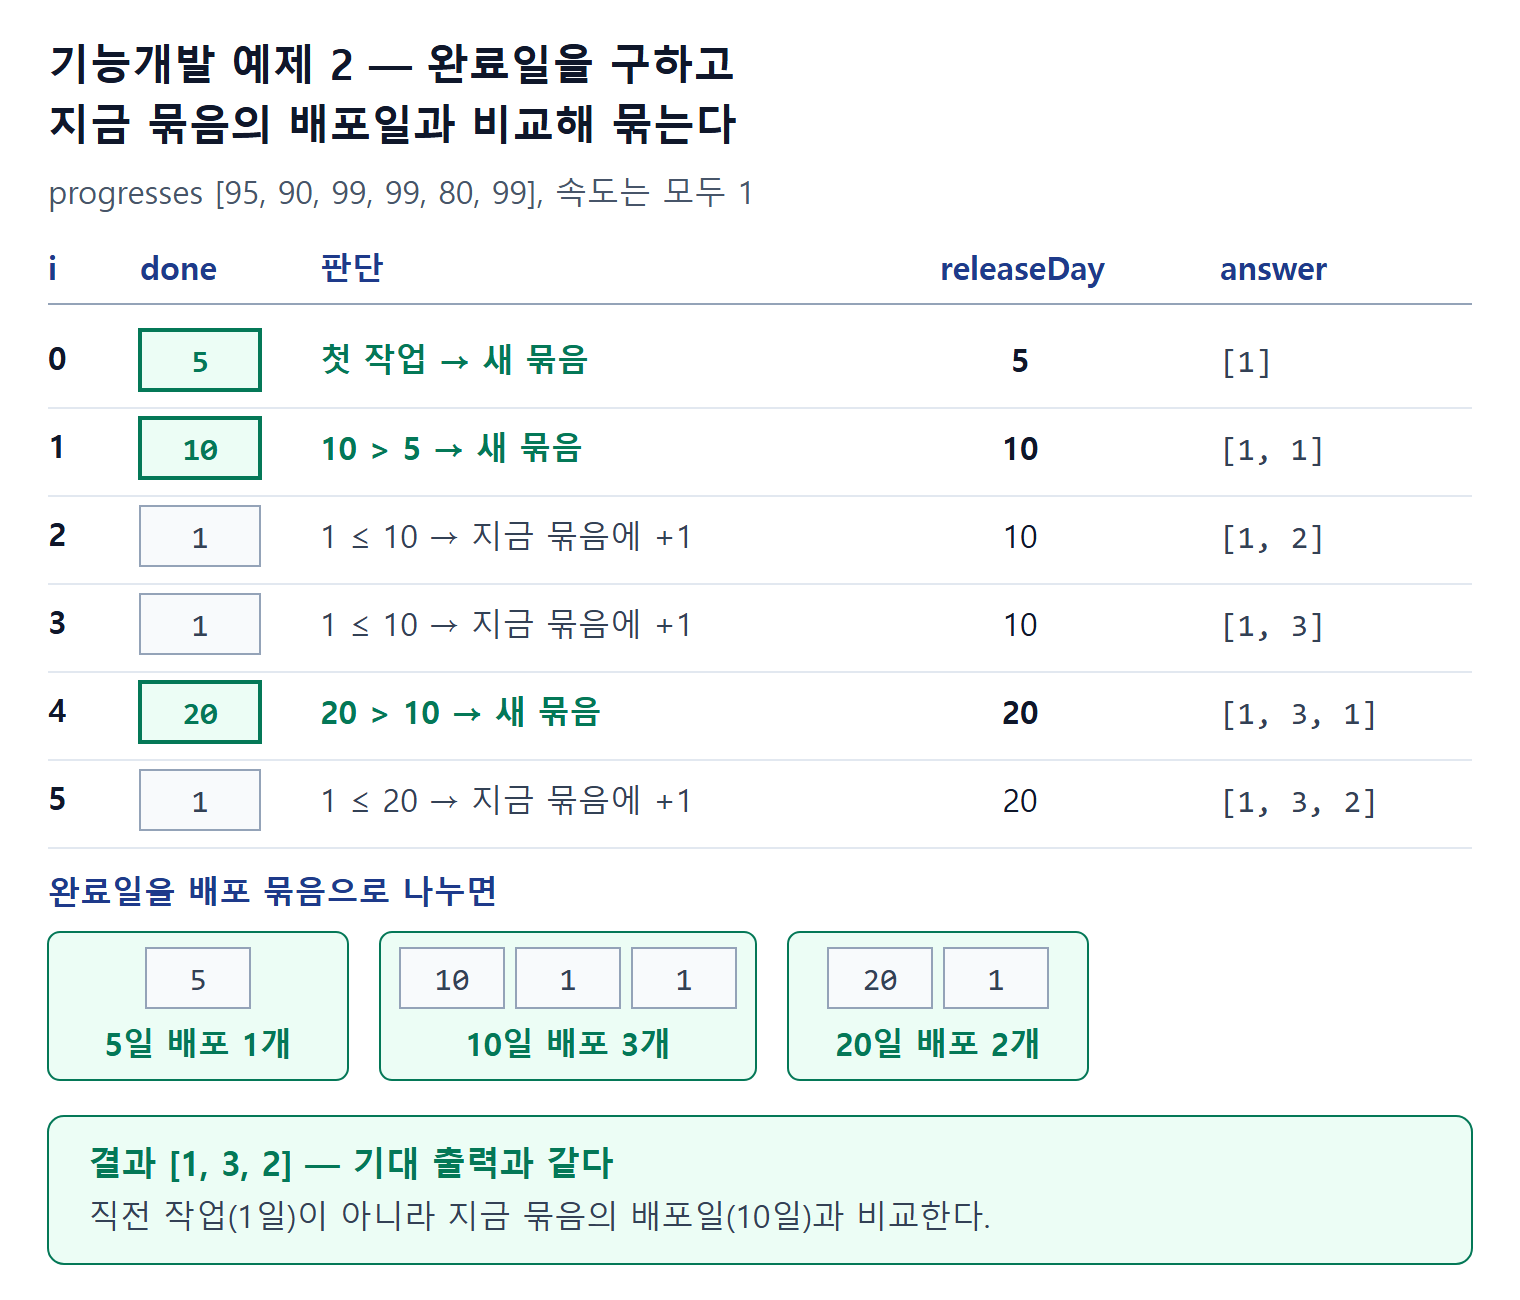 기능개발 예제 2 — 완료일을 구하고
지금 묶음의 배포일과 비교해 묶는다
progresses [95, 90, 99, 99, 80, 99], 속도는 모두 1
i done 판단 releaseDay answer
0 5 첫 작업 → 새 묶음 5 [1]
1 10 10 > 5 → 새 묶음 10 [1, 1]
2 1 1 ≤ 10 → 지금 묶음에 +1 10 [1, 2]
3 1 1 ≤ 10 → 지금 묶음에 +1 10 [1, 3]
4 20 20 > 10 → 새 묶음 20 [1, 3, 1]
5 1 1 ≤ 20 → 지금 묶음에 +1 20 [1, 3, 2]
완료일을 배포 묶음으로 나누면
5 10 1 1 20 1
5일 배포 1개 10일 배포 3개 20일 배포 2개
결과 [1, 3, 2] — 기대 출력과 같다
직전 작업(1일)이 아니라 지금 묶음의 배포일(10일)과 비교한다.